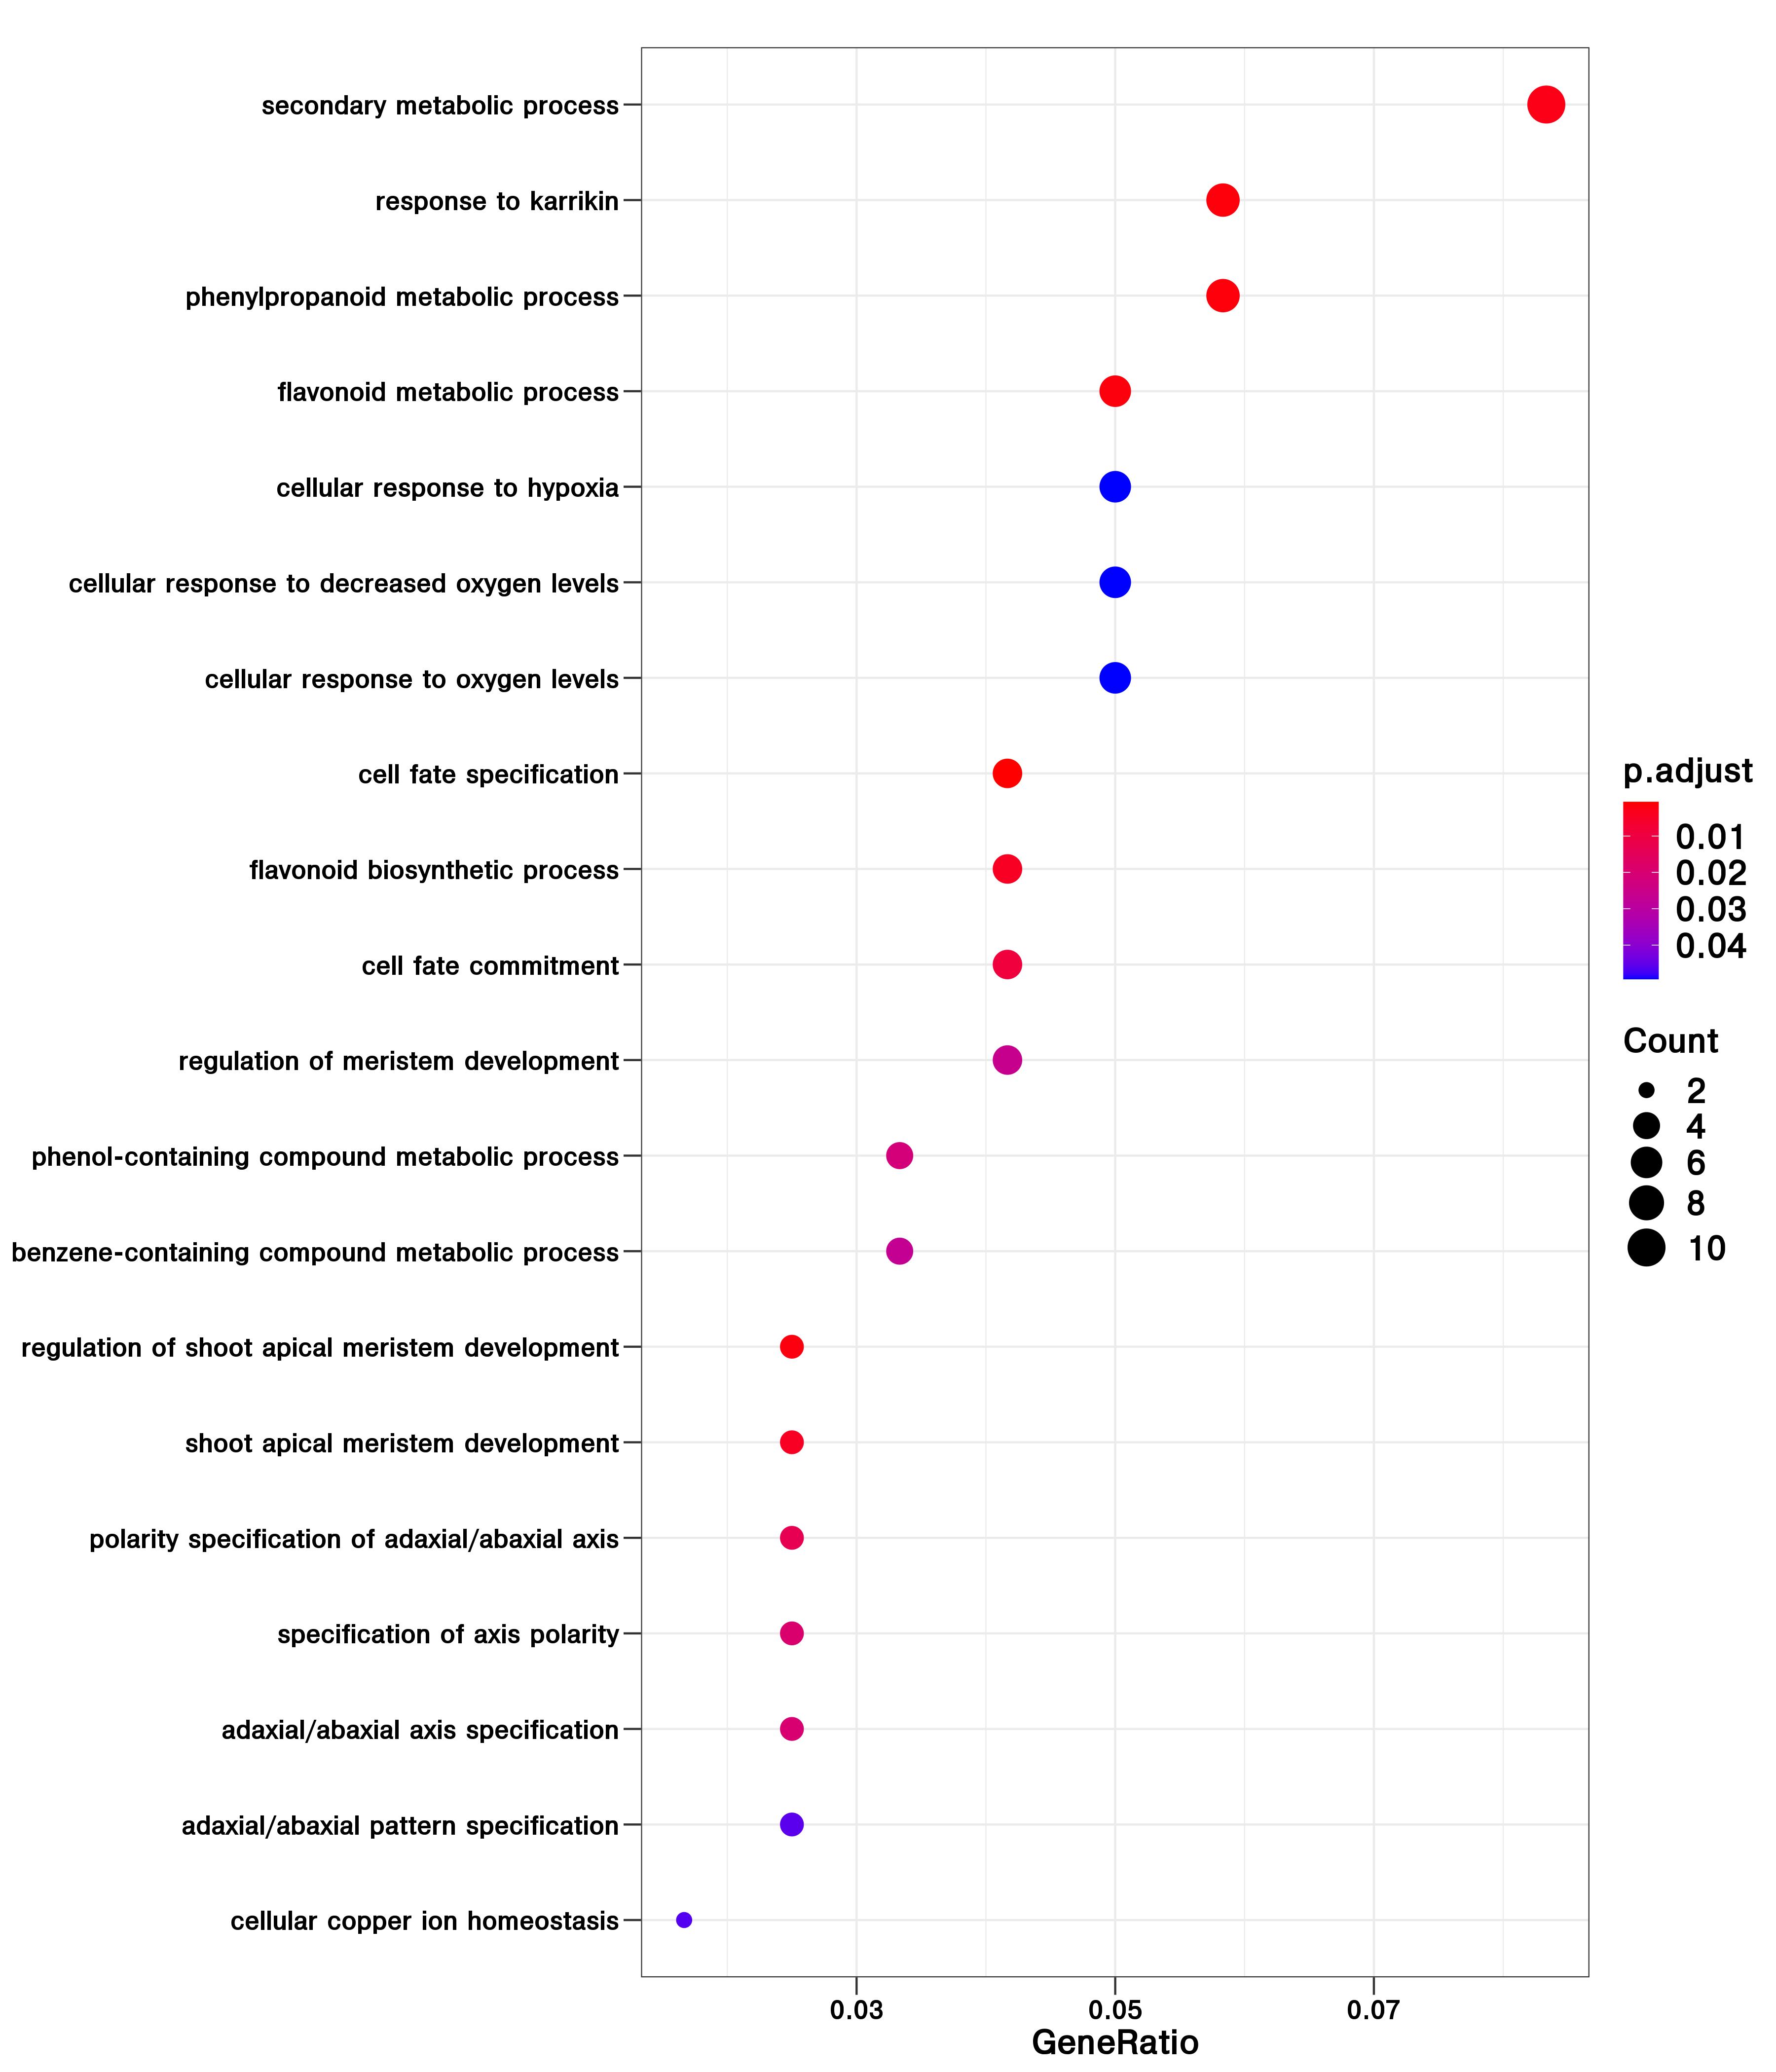 secondary metabolic process
response to karrikin
phenylpropanoid metabolic process
flavonoid metabolic process
cellular response to hypoxia
cellular response to decreased oxygen levels
cellular response to oxygen levels
cell fate specification
flavonoid biosynthetic process
cell fate commitment
regulation of meristem development
phenol-containing compound metabolic process
benzene-containing compound metabolic process
regulation of shoot apical meristem development
shoot apical meristem development
polarity specification of adaxial/abaxial axis
specification of axis polarity
adaxial/abaxial axis specification
adaxial/abaxial pattern specification
cellular copper ion homeostasis
0.03 0.05 0.07
GeneRatio
p.adjust
0.01
0.02
0.03
0.04
Count
2
4
6
8
10